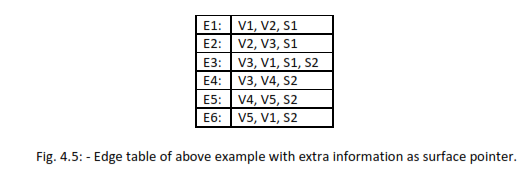 E1: V1, V2, S1
E2: V2, V3, S1
E3: V3, V1, S1, S2
E4: V3, V4, S2
E5: V4, V5, S2
E6: V5, V1, S2
Fig. 4.5: - Edge table of above example with extra information as surface pointer.